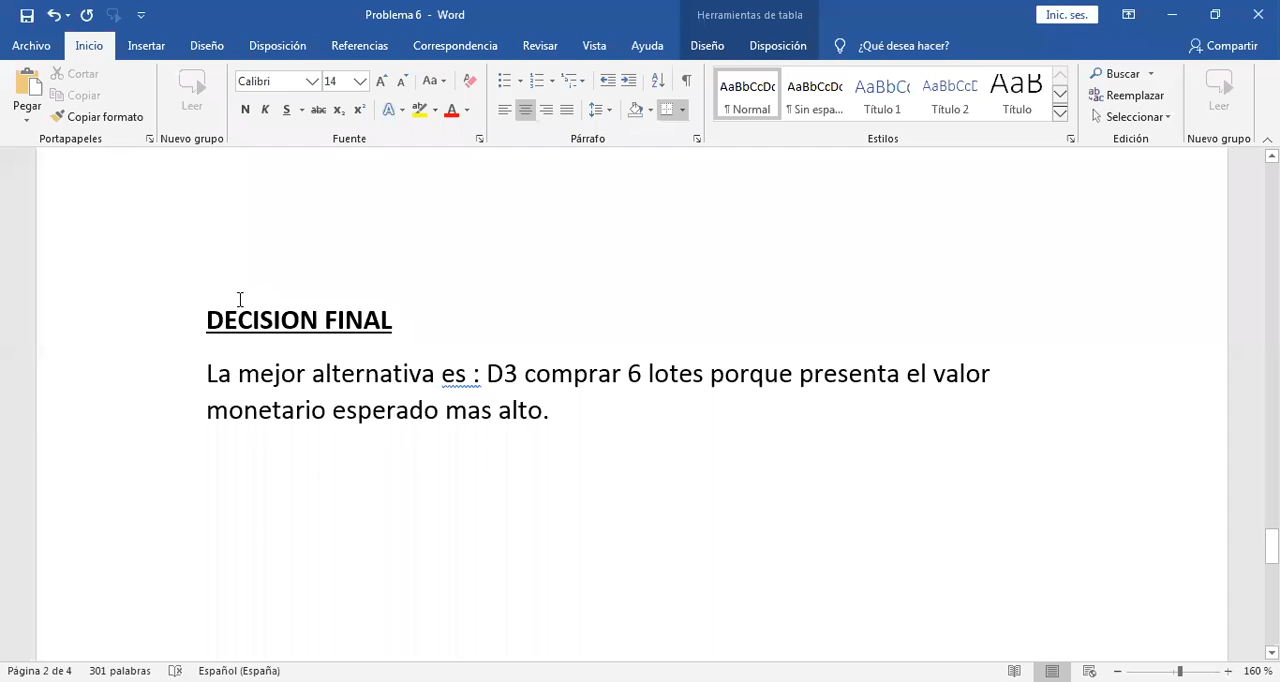 Problema 6 - Word
Herramientas de tabla
Inic. ses.
Archivo Inicio Insertar Diseño Disposición Referencias Correspondencia Revisar Vista Ayuda Diseño Disposición ¿Qué desea hacer? Compartir
Pegar
Cortar
Copiar
Copiar formato
Portapapeles
Leer
Nuevo grupo
Calibri 14
Aa
N K S abc x₂ x² A A
Fuente
Párrafo
AaBbCcDc AaBbCcDc AaBbCc AaBbCcD AaB
¶ Normal ¶ Sin espa... Título 1 Título 2 Título
Estilos
Buscar
Reemplazar
Seleccionar
Edición
Leer
Nuevo grupo
DECISION FINAL
La mejor alternativa es : D3 comprar 6 lotes porque presenta el valor
monetario esperado mas alto.
Página 2 de 4 301 palabras Español (España) 160 %